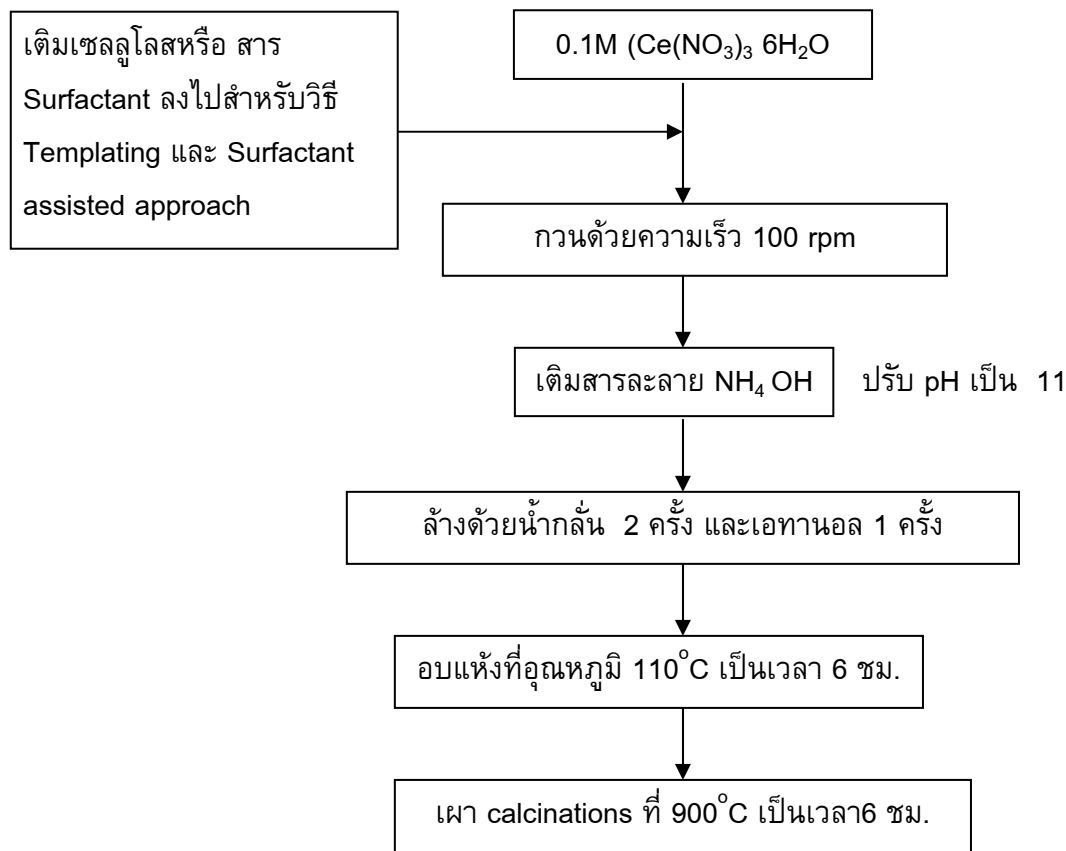 เติมเซลลูโลสหรือ สาร
Surfactant ลงไปสำหรับวิธี
Templating และ Surfactant
assisted approach
0.1M (Ce(NO₃)₃ 6H₂O
กวนด้วยความเร็ว 100 rpm
เติมสารละลาย NH₄ OH ปรับ pH เป็น 11
ล้างด้วยน้ำกลั่น 2 ครั้ง และเอทานอล 1 ครั้ง
อบแห้งที่อุณหภูมิ 110°C เป็นเวลา 6 ชม.
เผา calcinations ที่ 900°C เป็นเวลา6 ชม.